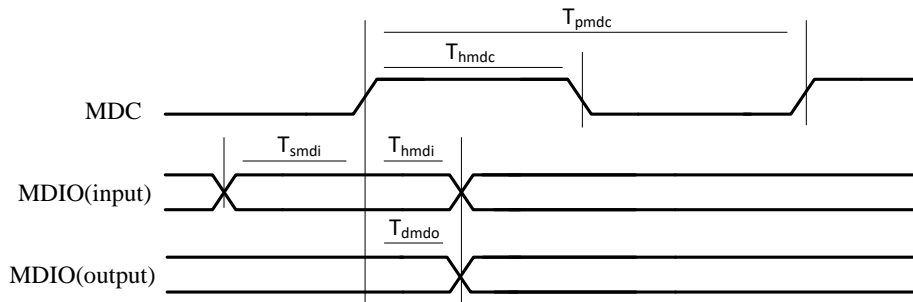 Tpmdc
Thmdc
MDC
Tsmdi Thmdi
MDIO(input)
Tdmdo
MDIO(output)